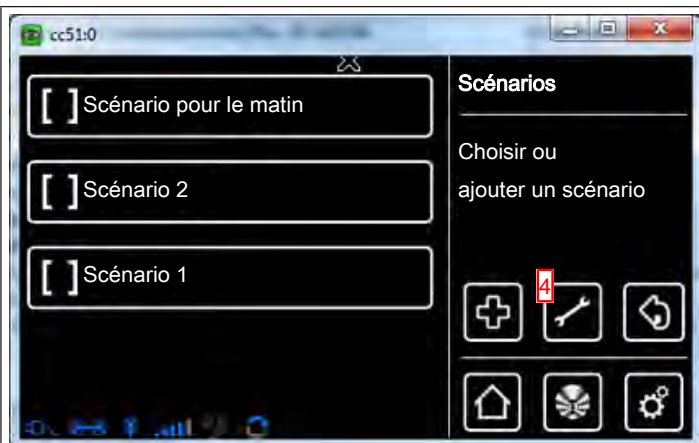 cc51:0
Scénario pour le matin
Scénario 2
Scénario 1
Scénarios
Choisir ou
ajouter un scénario
4